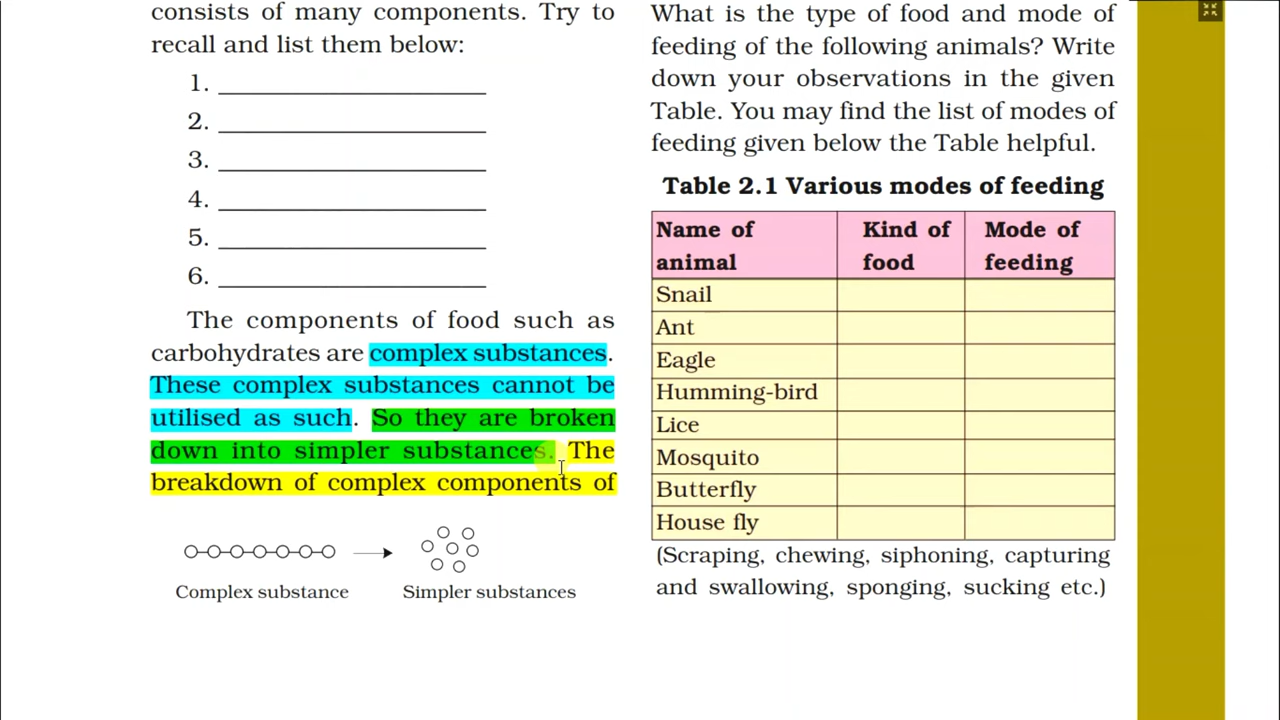 consists of many components. Try to
recall and list them below:
1.
2.
3.
4.
5.
6.
The components of food such as
carbohydrates are complex substances.
These complex substances cannot be
utilised as such. So they are broken
down into simpler substances. The
breakdown of complex components of
Complex substance
Simpler substances
What is the type of food and mode of
feeding of the following animals? Write
down your observations in the given
Table. You may find the list of modes of
feeding given below the Table helpful.
Table 2.1 Various modes of feeding
Name of animal Kind of food Mode of feeding
Snail
Ant
Eagle
Humming-bird
Lice
Mosquito
Butterfly
House fly
(Scraping, chewing, siphoning, capturing
and swallowing, sponging, sucking etc.)